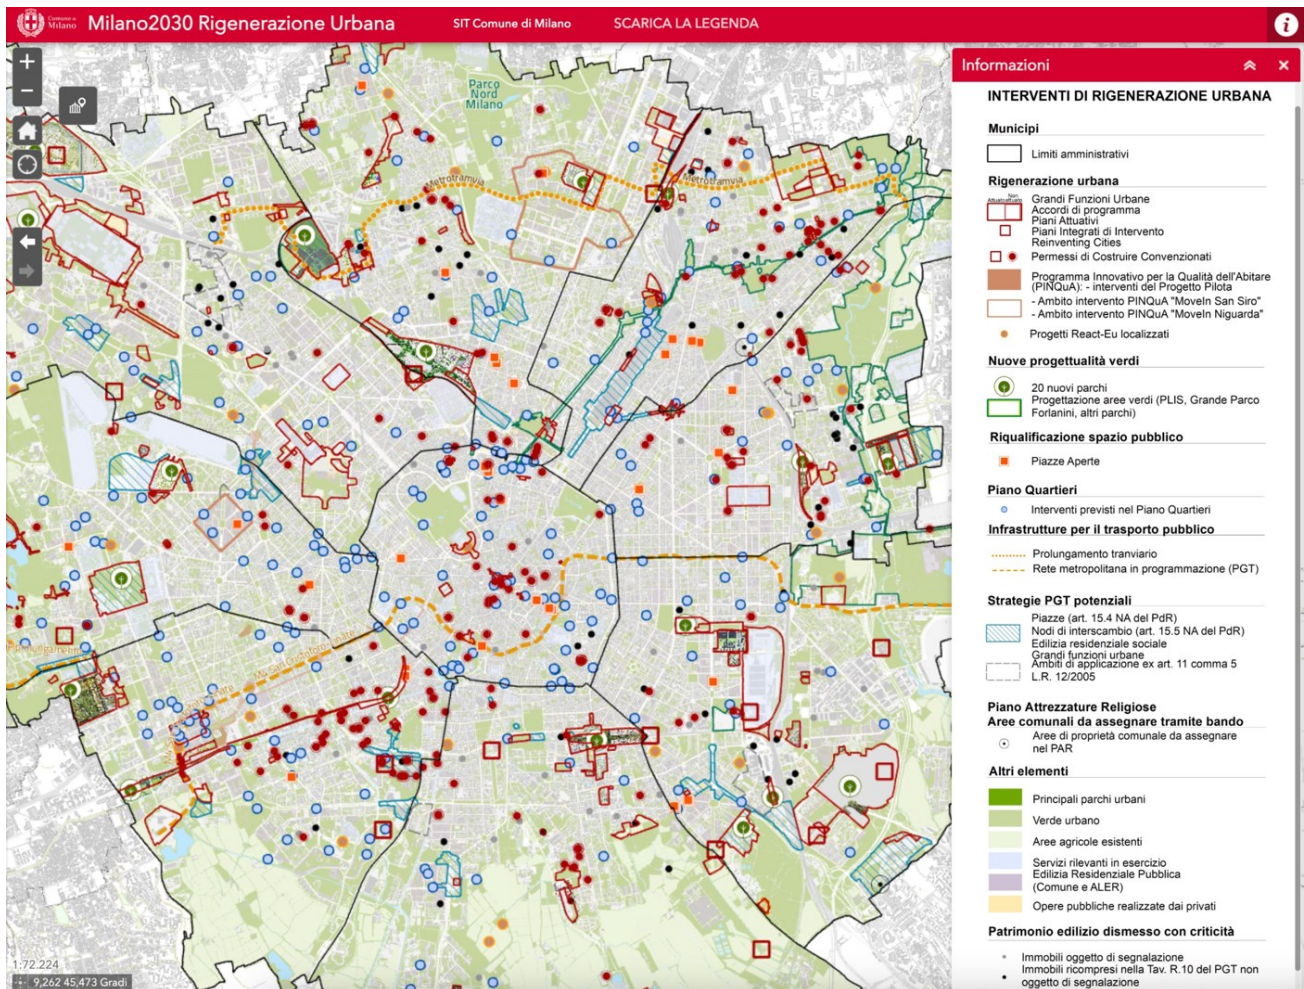 Comune di
Milano
Milano2030 Rigenerazione Urbana
SIT Comune di Milano
SCARICA LA LEGENDA
Informazioni
INTERVENTI DI RIGENERAZIONE URBANA
Municipi
Limiti amministrativi
Rigenerazione urbana
Grandi Funzioni Urbane
Accordi di programma
Piani Attuativi
Piani Integrati di Intervento
Reinventing Cities
Permessi di Costruire Convenzionati
Programma Innovativo per la Qualità dell'Abitare
(PINQuA): - interventi del Progetto Pilota
- Ambito intervento PINQuA "MoveIn San Siro"
- Ambito intervento PINQuA "MoveIn Niguarda"
Progetti React-Eu localizzati
Nuove progettualità verdi
20 nuovi parchi
Progettazione aree verdi (PLIS, Grande Parco
Forlanini, altri parchi)
Riqualificazione spazio pubblico
Piazze Aperte
Piano Quartieri
Interventi previsti nel Piano Quartieri
Infrastrutture per il trasporto pubblico
Prolungamento tranviario
Rete metropolitana in programmazione (PGT)
Strategie PGT potenziali
Piazze (art. 15.4 NA del PdR)
Nodi di interscambio (art. 15.5 NA del PdR)
Edilizia residenziale sociale
Grandi funzioni urbane
Ambiti di applicazione ex art. 11 comma 5
L.R. 12/2005
Piano Attrezzature Religiose
Aree comunali da assegnare tramite bando
Aree di proprietà comunale da assegnare
nel PAR
Altri elementi
Principali parchi urbani
Verde urbano
Aree agricole esistenti
Servizi rilevanti in esercizio
Edilizia Residenziale Pubblica
(Comune e ALER)
Opere pubbliche realizzate dai privati
Patrimonio edilizio dismesso con criticità
Immobili oggetto di segnalazione
Immobili ricompresi nella Tav. R.10 del PGT non
oggetto di segnalazione
Parco
Nord
Milano
Metrotramvia
Metrotramvia
1:72.224
9,262 45,473 Gradi